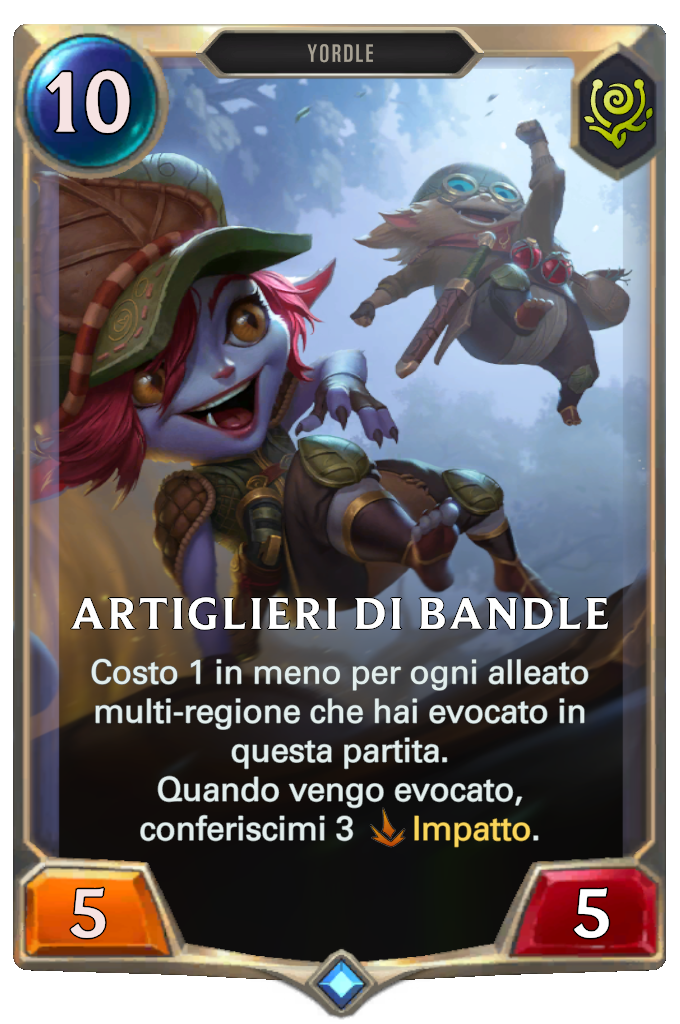 YORDLE
10
ARTIGLIERI DI BANDLE
Costo 1 in meno per ogni alleato
multi-regione che hai evocato in
questa partita.
Quando vengo evocato,
conferiscimi 3 Impatto.
5
5